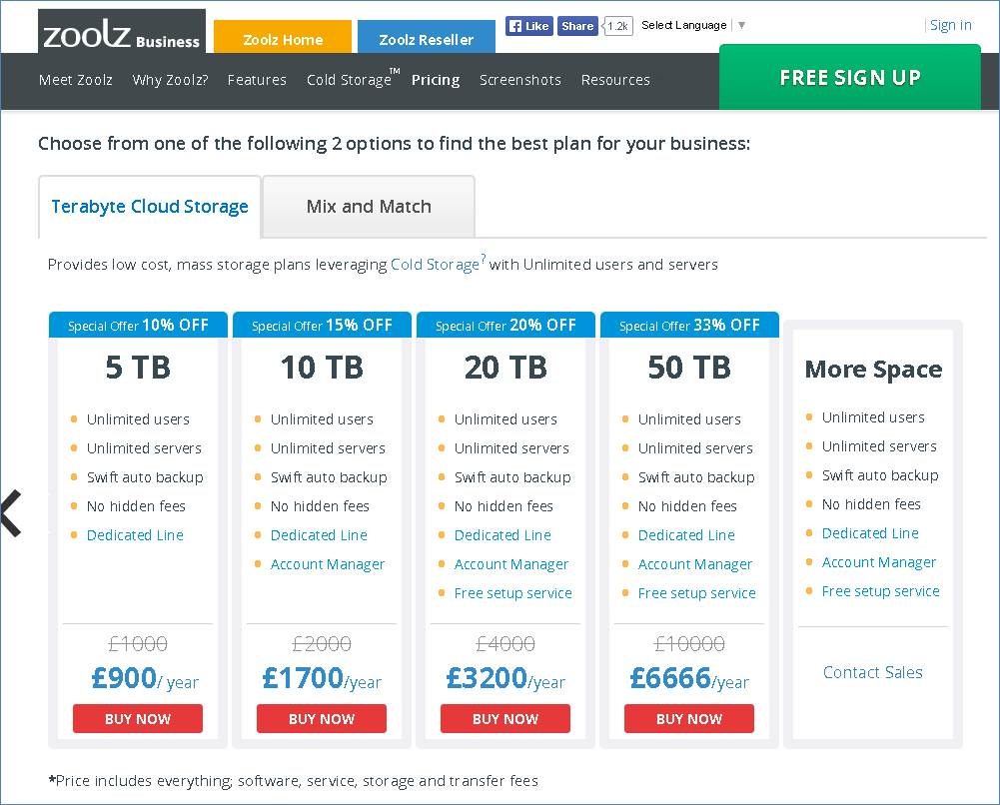 zoolz Business
Zoolz Home
Zoolz Reseller
Like
Share
1.2k
Select Language ▼
Sign in
Meet Zoolz
Why Zoolz?
Features
Cold Storage™
Pricing
Screenshots
Resources
FREE SIGN UP
Choose from one of the following 2 options to find the best plan for your business:
Terabyte Cloud Storage
Mix and Match
Provides low cost, mass storage plans leveraging Cold Storage? with Unlimited users and servers
Special Offer 10% OFF
5 TB
Unlimited users
Unlimited servers
Swift auto backup
No hidden fees
Dedicated Line
£1000
£900/ year
BUY NOW
Special Offer 15% OFF
10 TB
Unlimited users
Unlimited servers
Swift auto backup
No hidden fees
Dedicated Line
Account Manager
£2000
£1700/year
BUY NOW
Special Offer 20% OFF
20 TB
Unlimited users
Unlimited servers
Swift auto backup
No hidden fees
Dedicated Line
Account Manager
Free setup service
£4000
£3200/year
BUY NOW
Special Offer 33% OFF
50 TB
Unlimited users
Unlimited servers
Swift auto backup
No hidden fees
Dedicated Line
Account Manager
Free setup service
£10000
£6666/year
BUY NOW
More Space
Unlimited users
Unlimited servers
Swift auto backup
No hidden fees
Dedicated Line
Account Manager
Free setup service
Contact Sales
*Price includes everything; software, service, storage and transfer fees